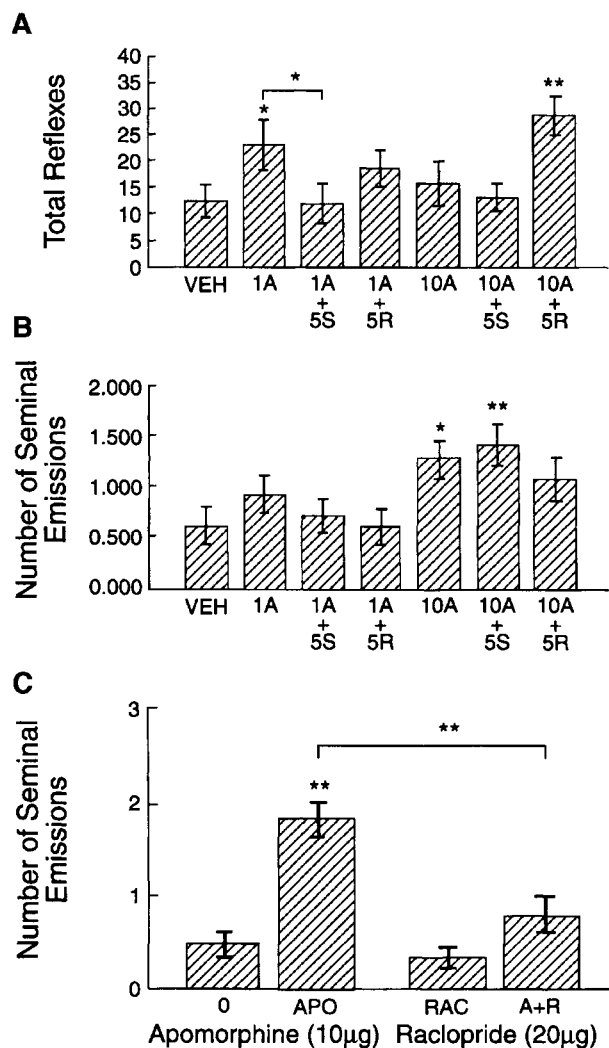 A
Total Reflexes
40
35
30
25
20
15
10
5
0
*
*
**
VEH 1A 1A + 5S 1A + 5R 10A 10A + 5S 10A + 5R
B
Number of Seminal Emissions
2.000
1.500
1.000
0.500
0.000
*
**
VEH 1A 1A + 5S 1A + 5R 10A 10A + 5S 10A + 5R
C
Number of Seminal Emissions
3
2
1
0
**
**
0 APO RAC A+R
Apomorphine (10µg) Raclopride (20µg)